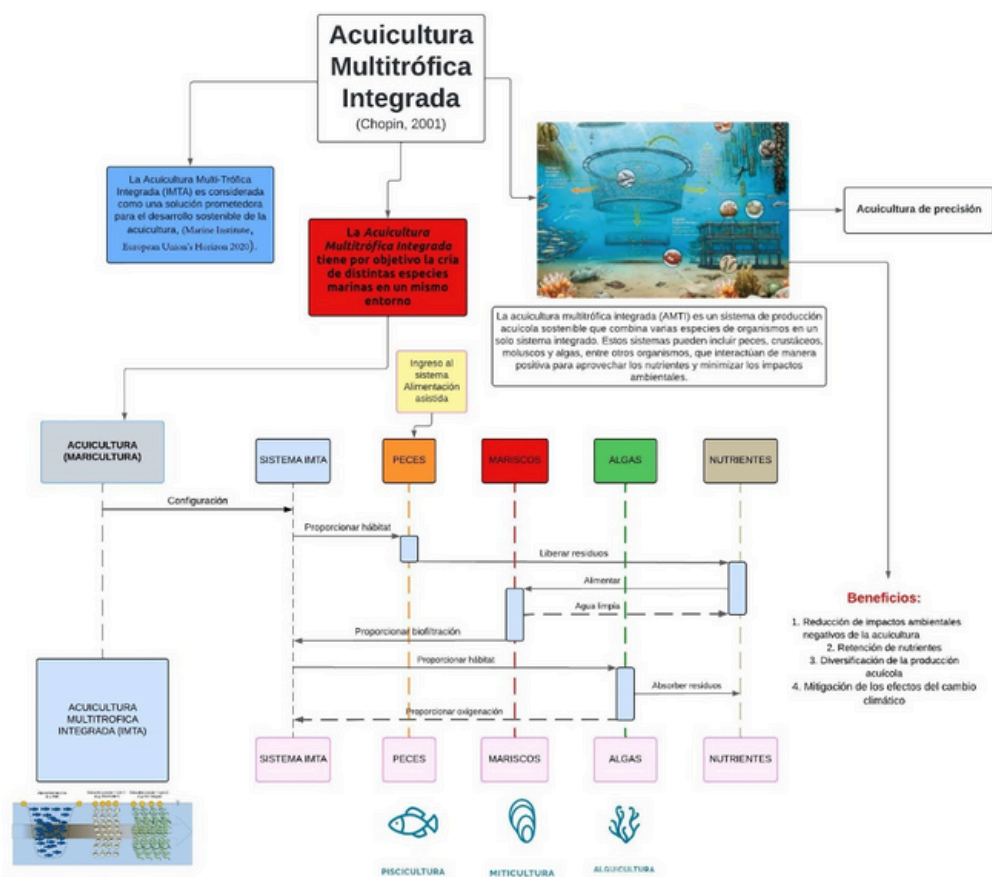 Acuicultura
Multitrófica
Integrada
(Chopin, 2001)
La Acuicultura Multi-Trófica
Integrada (IMTA) es considerada
como una solución prometedora
para el desarrollo sostenible de la
acuicultura, (Marine Institute,
European Union's Horizon 2020).
La Acuicultura
Multitrófica Integrada
tiene por objetivo la cria
de distintas especies
marinas en un mismo
entorno
Acuicultura de precisión
La acuicultura multitrófica integrada (AMTI) es un sistema de producción
acuícola sostenible que combina varias especies de organismos en un
solo sistema integrado. Estos sistemas pueden incluir peces, crustáceos,
moluscos y algas, entre otros organismos, que interactúan de manera
positiva para aprovechar los nutrientes y minimizar los impactos
ambientales.
Ingreso al
sistema
Alimentación
asistida
ACUICULTURA
(MARICULTURA)
SISTEMA IMTA
PECES
MARISCOS
ALGAS
NUTRIENTES
Configuración
Proporcionar hábitat
Liberar residuos
Alimentar
Agua limpia
Proporcionar biofiltración
Proporcionar hábitat
Absorber residuos
Proporcionar oxigenación
Beneficios:
1. Reducción de impactos ambientales
negativos de la acuicultura
2. Retención de nutrientes
3. Diversificación de la producción
acuícola
4. Mitigación de los efectos del cambio
climático
ACUICULTURA
MULTITROFICA
INTEGRADA (IMTA)
SISTEMA IMTA
PECES
MARISCOS
ALGAS
NUTRIENTES
PISCICULTURA
MITICULTURA
ALGUICULTURA